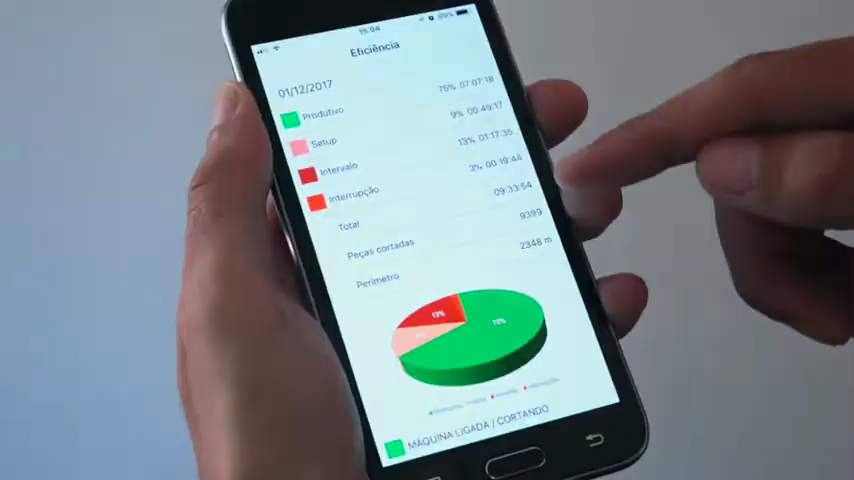 15:04
89%
Eficiência
01/12/2017
Produtivo 75% 07:07:18
Setup 9% 00:49:17
Intervalo 13% 01:17:35
Interrupção 3% 00:19:44
Total 09:33:54
Peças cortadas 9399
Perímetro 2348 m
13%
75%
MÁQUINA LIGADA / CORTANDO